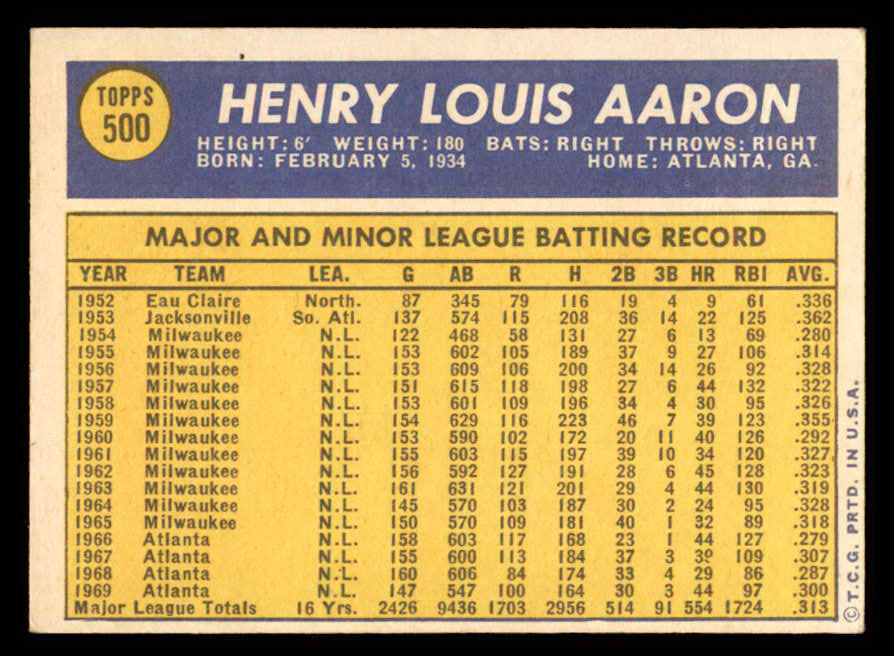 TOPPS
500
HENRY LOUIS AARON
HEIGHT: 6' WEIGHT: 180 BATS: RIGHT THROWS: RIGHT
BORN: FEBRUARY 5, 1934 HOME: ATLANTA, GA.
MAJOR AND MINOR LEAGUE BATTING RECORD
YEAR TEAM LEA. G AB R H 2B 3B HR RBI AVG.
1952 Eau Claire North. 87 345 79 116 19 4 9 61 .336
1953 Jacksonville So. Atl. 137 574 115 208 36 14 22 125 .362
1954 Milwaukee N.L. 122 468 58 131 27 6 13 69 .280
1955 Milwaukee N.L. 153 602 105 189 37 9 27 106 .314
1956 Milwaukee N.L. 153 609 106 200 34 14 26 92 .328
1957 Milwaukee N.L. 151 615 118 198 27 6 44 132 .322
1958 Milwaukee N.L. 153 601 109 196 34 4 30 95 .326
1959 Milwaukee N.L. 154 629 116 223 46 7 39 123 .355
1960 Milwaukee N.L. 153 590 102 172 20 11 40 126 .292
1961 Milwaukee N.L. 155 603 115 197 39 10 34 120 .327
1962 Milwaukee N.L. 156 592 127 191 28 6 45 128 .323
1963 Milwaukee N.L. 161 631 121 201 29 4 44 130 .319
1964 Milwaukee N.L. 145 570 103 187 30 2 24 95 .328
1965 Milwaukee N.L. 150 570 109 181 40 1 32 89 .318
1966 Atlanta N.L. 158 603 117 168 23 1 44 127 .279
1967 Atlanta N.L. 155 600 113 184 37 3 39 109 .307
1968 Atlanta N.L. 160 606 84 174 33 4 29 86 .287
1969 Atlanta N.L. 147 547 100 164 30 3 44 97 .300
Major League Totals 16 Yrs. 2426 9436 1703 2956 514 91 554 1724 .313
©T.C.G. PRTD. IN U.S.A.